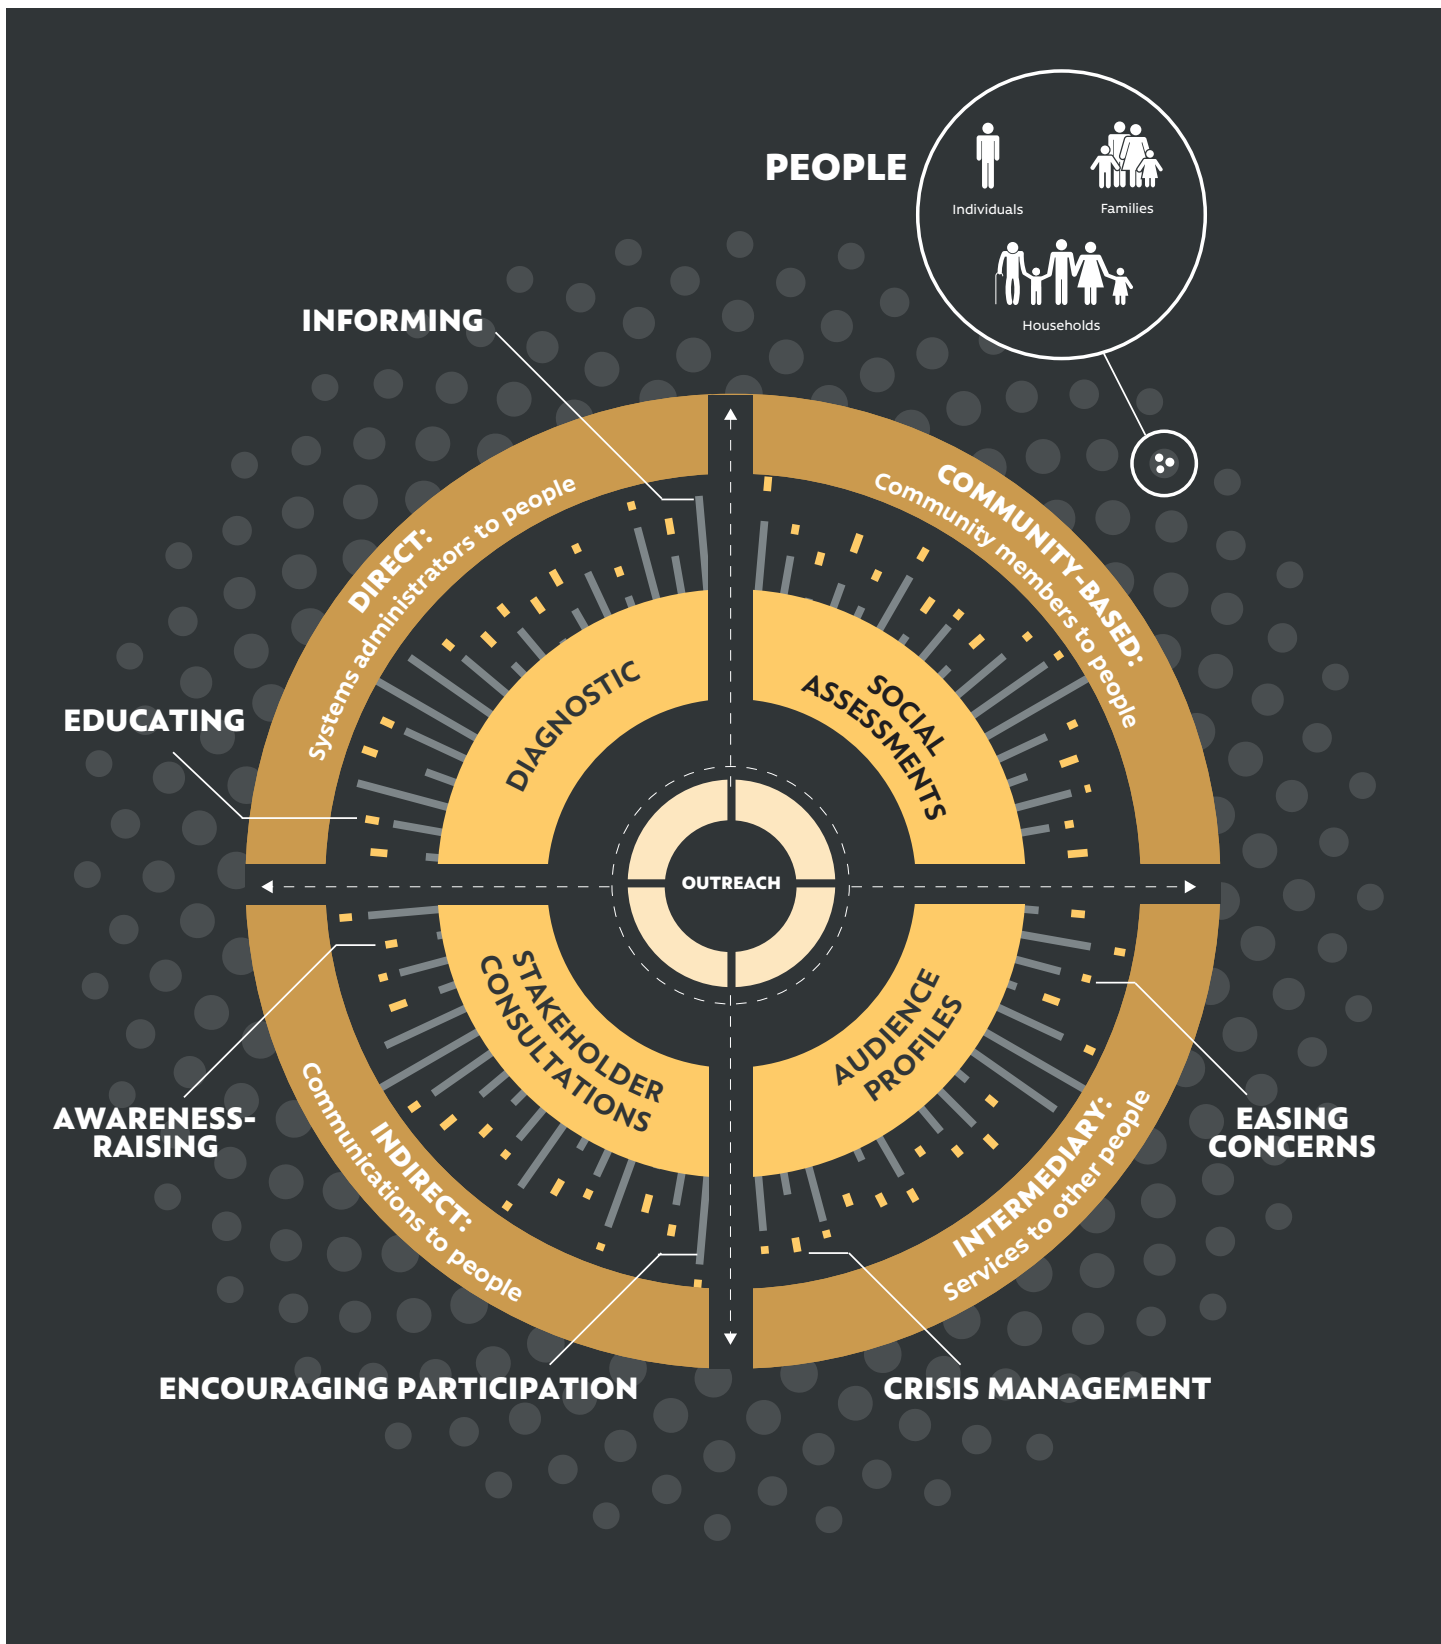 PEOPLE
Individuals
Families
Households
INFORMING
DIRECT:
Systems administrators to people
COMMUNITY-BASED:
Community members to people
DIAGNOSTIC
SOCIAL
ASSESSMENTS
EDUCATING
OUTREACH
STAKEHOLDER
CONSULTATIONS
AUDIENCE
PROFILES
AWARENESS-
RAISING
INDIRECT:
Communications to people
INTERMEDIARY:
Services to other people
EASING
CONCERNS
ENCOURAGING PARTICIPATION
CRISIS MANAGEMENT